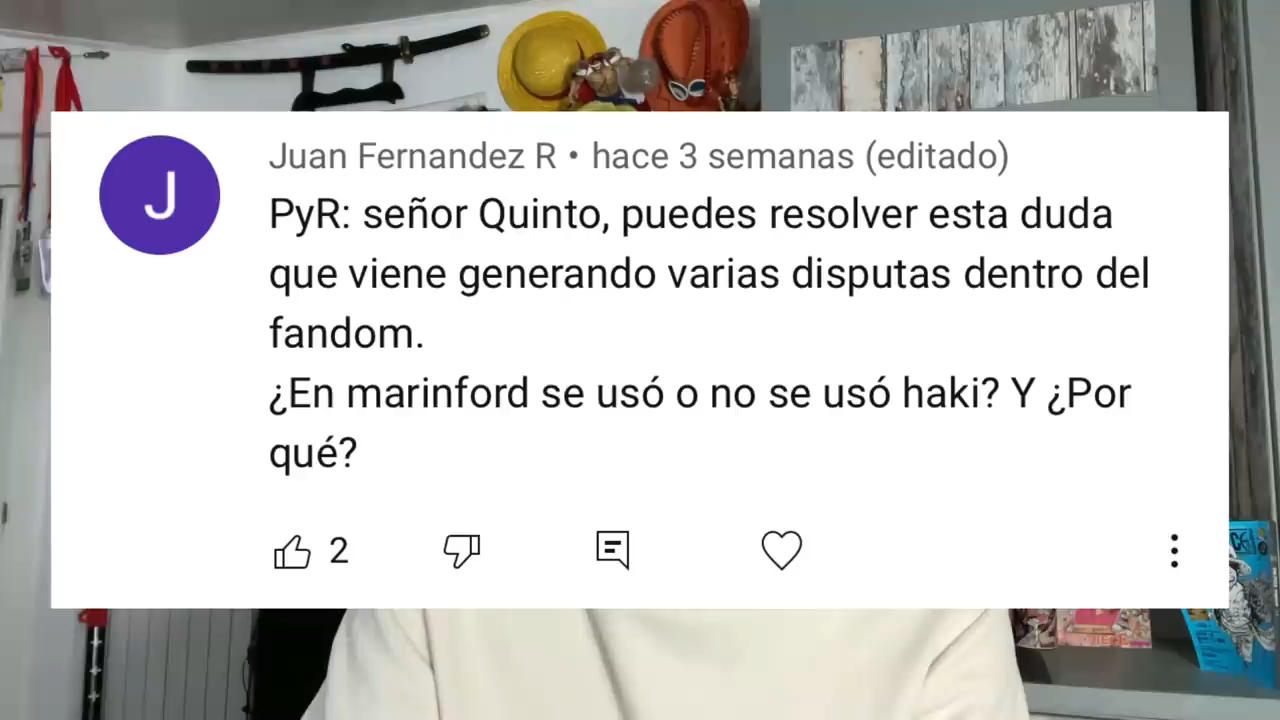 J
Juan Fernandez R • hace 3 semanas (editado)
PyR: señor Quinto, puedes resolver esta duda
que viene generando varias disputas dentro del
fandom.
¿En marinford se usó o no se usó haki? Y ¿Por
qué?
2